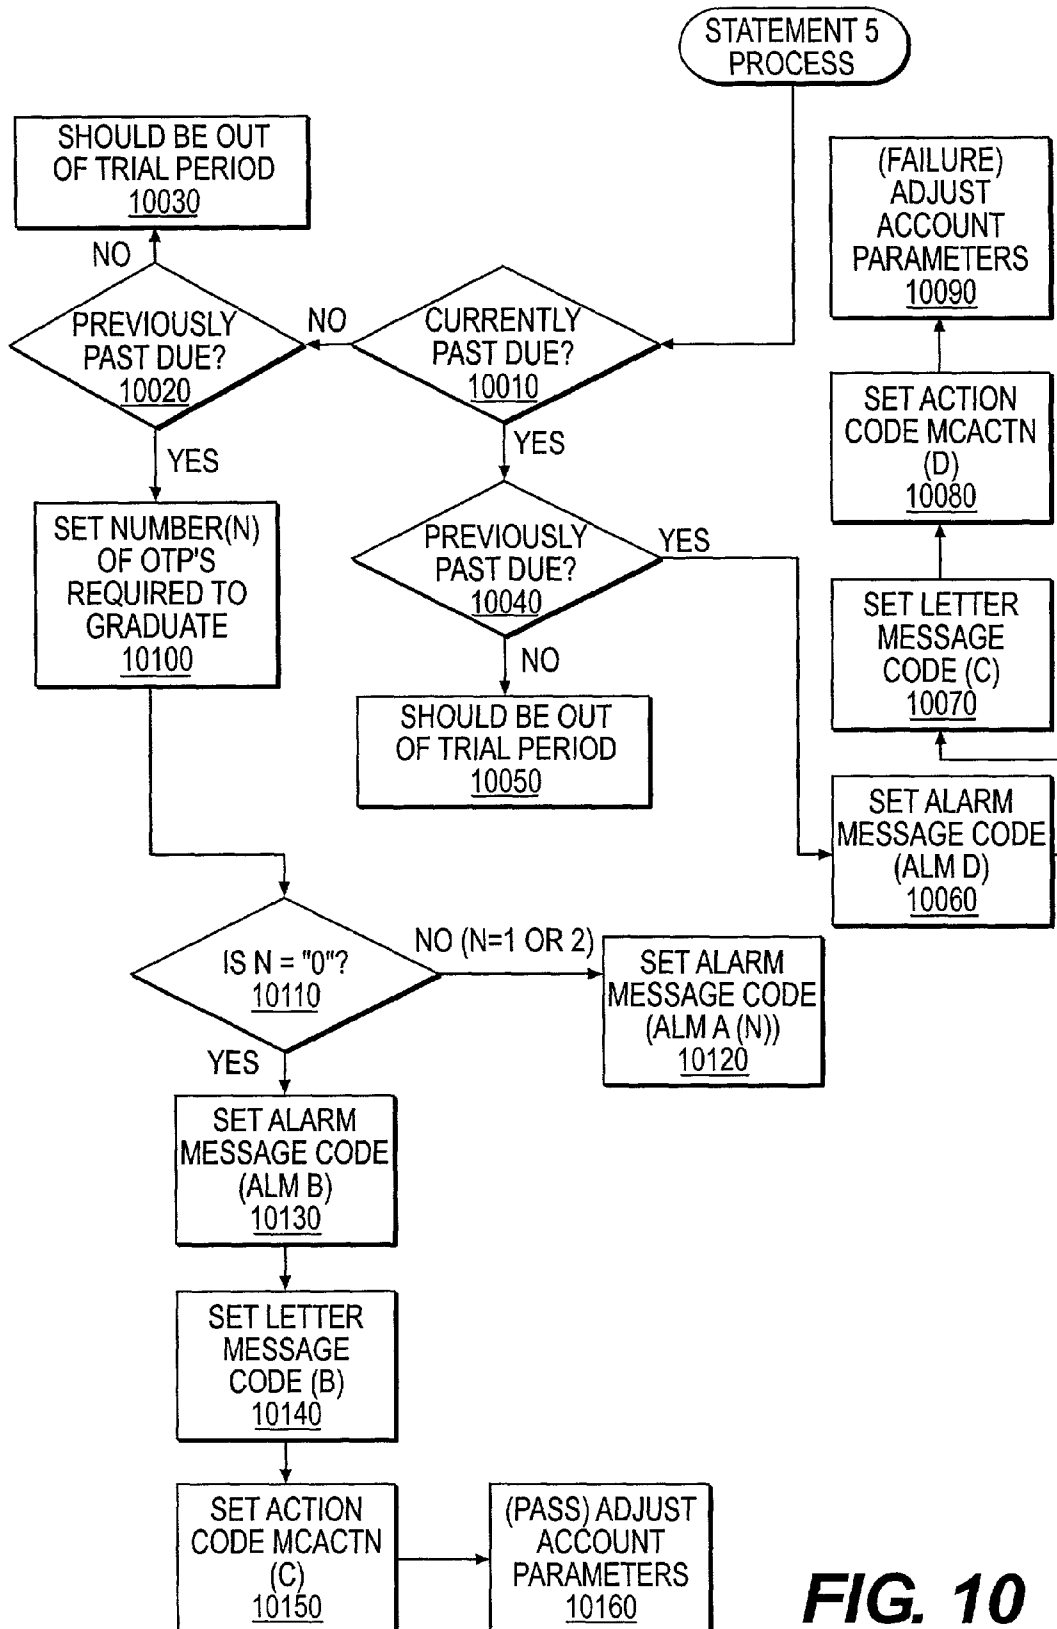 STATEMENT 5
PROCESS
SHOULD BE OUT
OF TRIAL PERIOD
10030
NO
PREVIOUSLY
PAST DUE?
10020
NO
CURRENTLY
PAST DUE?
10010
YES
YES
SET NUMBER(N)
OF OTP'S
REQUIRED TO
GRADUATE
10100
PREVIOUSLY
PAST DUE?
10040
YES
NO
SHOULD BE OUT
OF TRIAL PERIOD
10050
(FAILURE)
ADJUST
ACCOUNT
PARAMETERS
10090
SET ACTION
CODE MCACTN
(D)
10080
SET LETTER
MESSAGE
CODE (C)
10070
SET ALARM
MESSAGE CODE
(ALM D)
10060
IS N = "0"?
10110
NO (N=1 OR 2)
SET ALARM
MESSAGE CODE
(ALM A (N))
10120
YES
SET ALARM
MESSAGE CODE
(ALM B)
10130
SET LETTER
MESSAGE
CODE (B)
10140
SET ACTION
CODE MCACTN
(C)
10150
(PASS) ADJUST
ACCOUNT
PARAMETERS
10160
FIG. 10